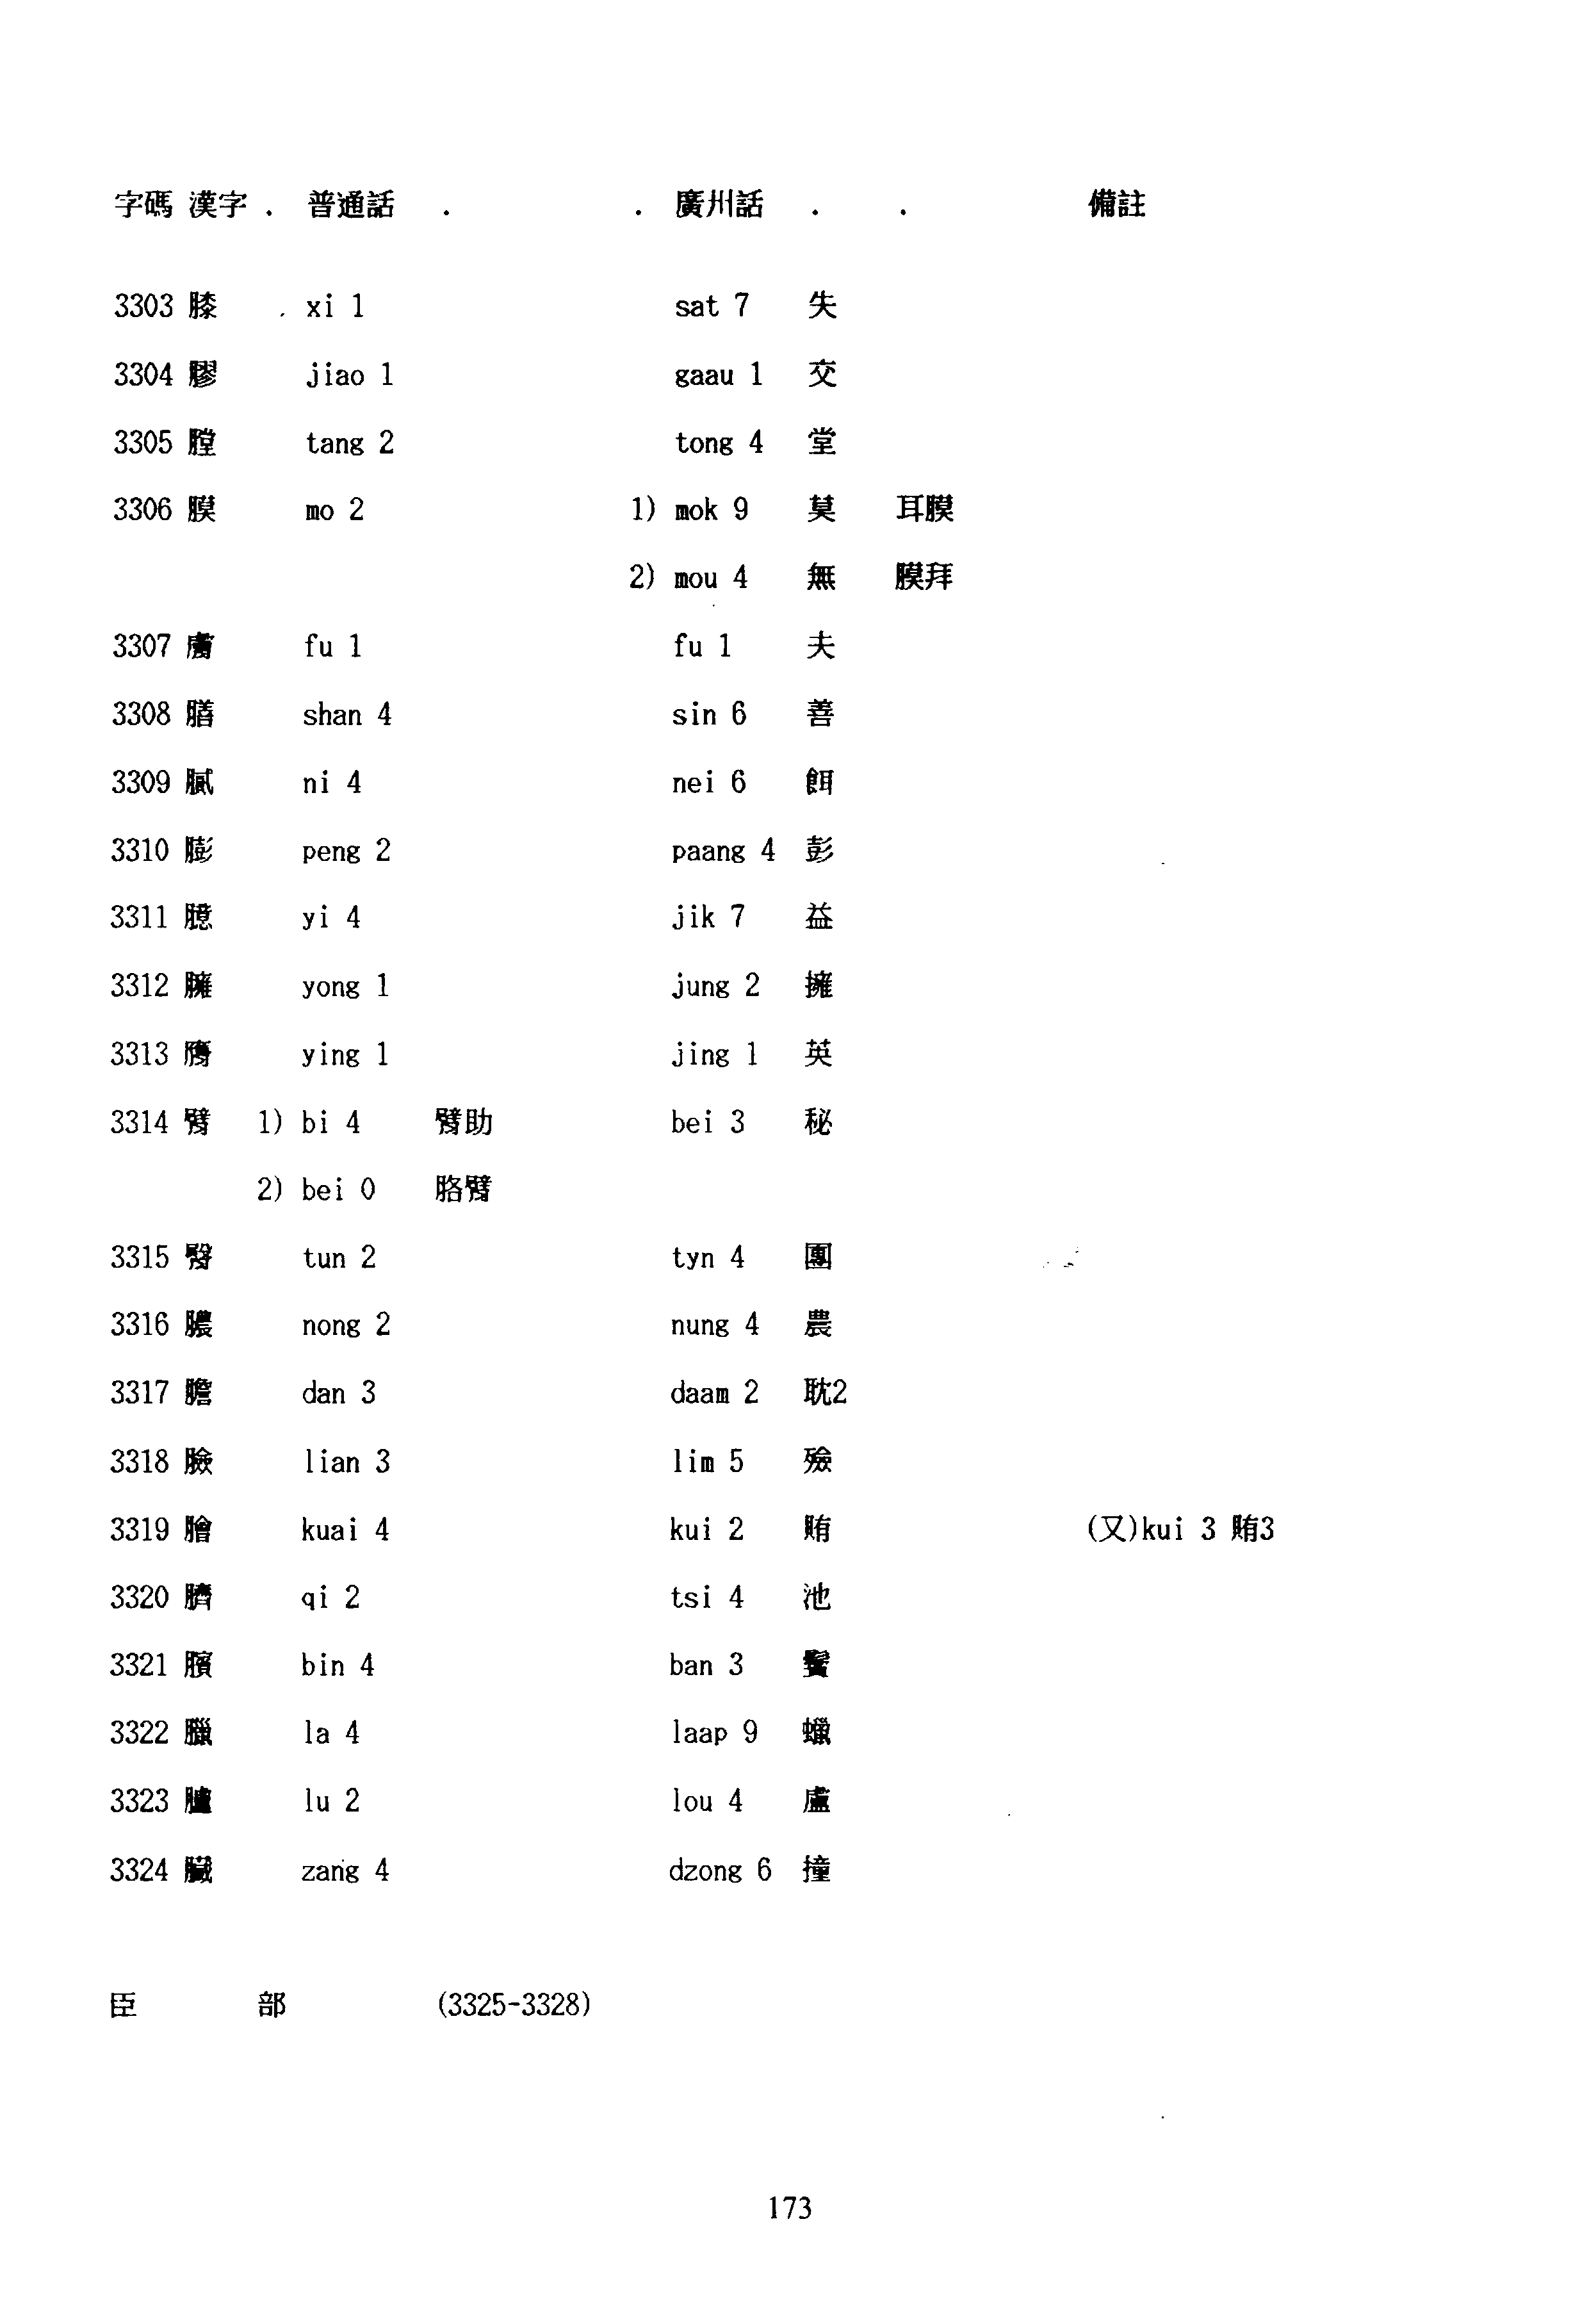 字碼 漢字 . 普通話 . . 廣州話 . . 備註
3303 膝 xi 1 sat 7 失
3304 膠 jiao 1 gaau 1 交
3305 膛 tang 2 tong 4 堂
3306 膜 mo 2 1) mok 9 莫 耳膜
2) mou 4 無 膜拜
3307 膚 fu 1 fu 1 夫
3308 膳 shan 4 sin 6 善
3309 膩 ni 4 nei 6 餌
3310 膨 peng 2 paang 4 彭
3311 臆 yi 4 jik 7 益
3312 臃 yong 1 jung 2 擁
3313 膺 ying 1 jing 1 英
3314 臂 1) bi 4 臂助 bei 3 秘
2) bei 0 胳臂
3315 臀 tun 2 tyn 4 團
3316 膿 nong 2 nung 4 農
3317 膽 dan 3 daam 2 耽2
3318 臉 lian 3 lim 5 殮
3319 膾 kuai 4 kui 2 賄 (又)kui 3 賄3
3320 臍 qi 2 tsi 4 池
3321 臏 bin 4 ban 3 鬢
3322 臘 la 4 laap 9 蠟
3323 臚 lu 2 lou 4 盧
3324 臟 zang 4 dzong 6 撞
臣 部 (3325-3328)
173